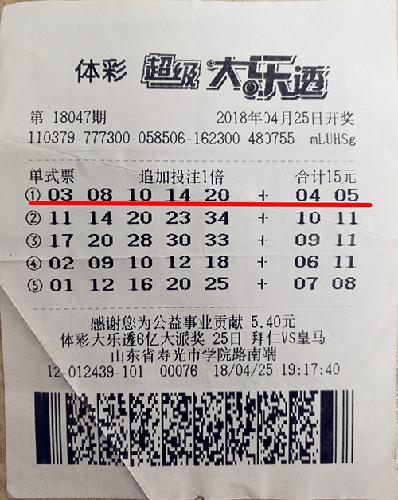 体彩 超级大乐透
第 18047期 2018年04月25日开奖
110379 777300-058506-162300 480755 mLUHSg
单式票 追加投注1倍 合计15元
① 03 08 10 14 20 + 04 05
② 11 14 20 23 34 + 10 11
③ 17 20 28 30 33 + 09 11
④ 02 09 10 12 18 + 06 11
⑤ 01 12 16 20 25 + 07 08
感谢您为公益事业贡献 5.40元
体彩大乐透6亿大派奖 25日 拜仁VS皇马
山东省寿光市学院路南端
12-012439-101 00076 18/04/25 19:17:40